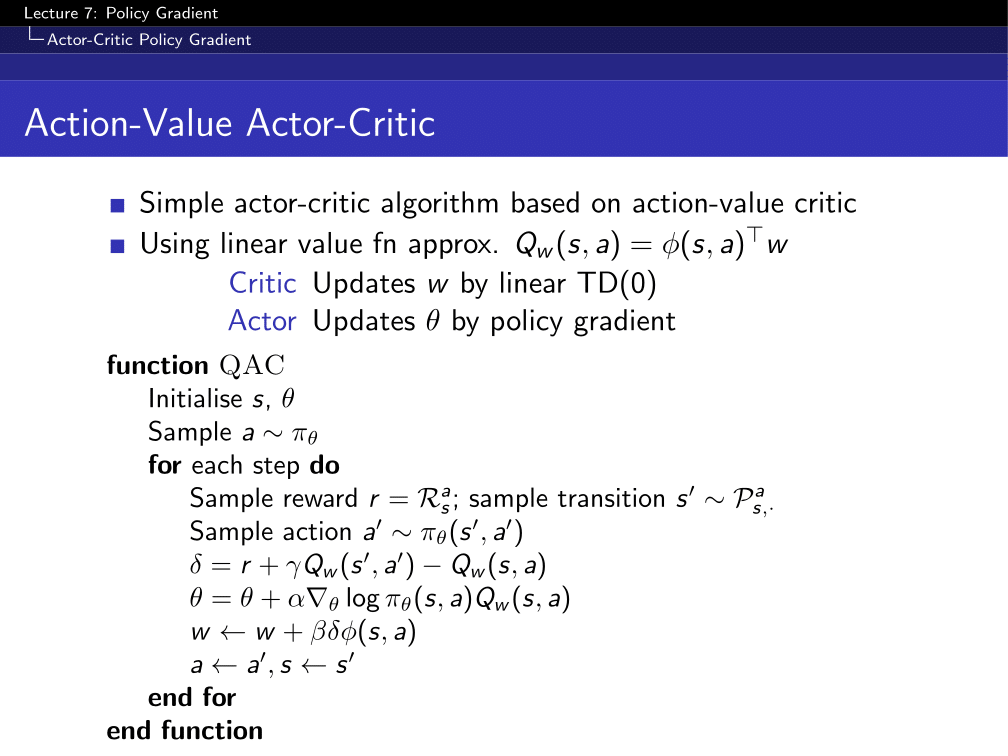 Lecture 7: Policy Gradient
Actor-Critic Policy Gradient
Action-Value Actor-Critic
Simple actor-critic algorithm based on action-value critic
Using linear value fn approx. $Q_w(s, a) = \phi(s, a)^\top w$
Critic Updates $w$ by linear TD(0)
Actor Updates $\theta$ by policy gradient
function QAC
Initialise $s$, $\theta$
Sample $a \sim \pi_\theta$
for each step do
Sample reward $r = \mathcal{R}_s^a$; sample transition $s' \sim \mathcal{P}_{s,\cdot}^a$
Sample action $a' \sim \pi_\theta(s', a')$
$\delta = r + \gamma Q_w(s', a') - Q_w(s, a)$
$\theta = \theta + \alpha \nabla_\theta \log \pi_\theta(s, a) Q_w(s, a)$
$w \leftarrow w + \beta \delta \phi(s, a)$
$a \leftarrow a', s \leftarrow s'$
end for
end function